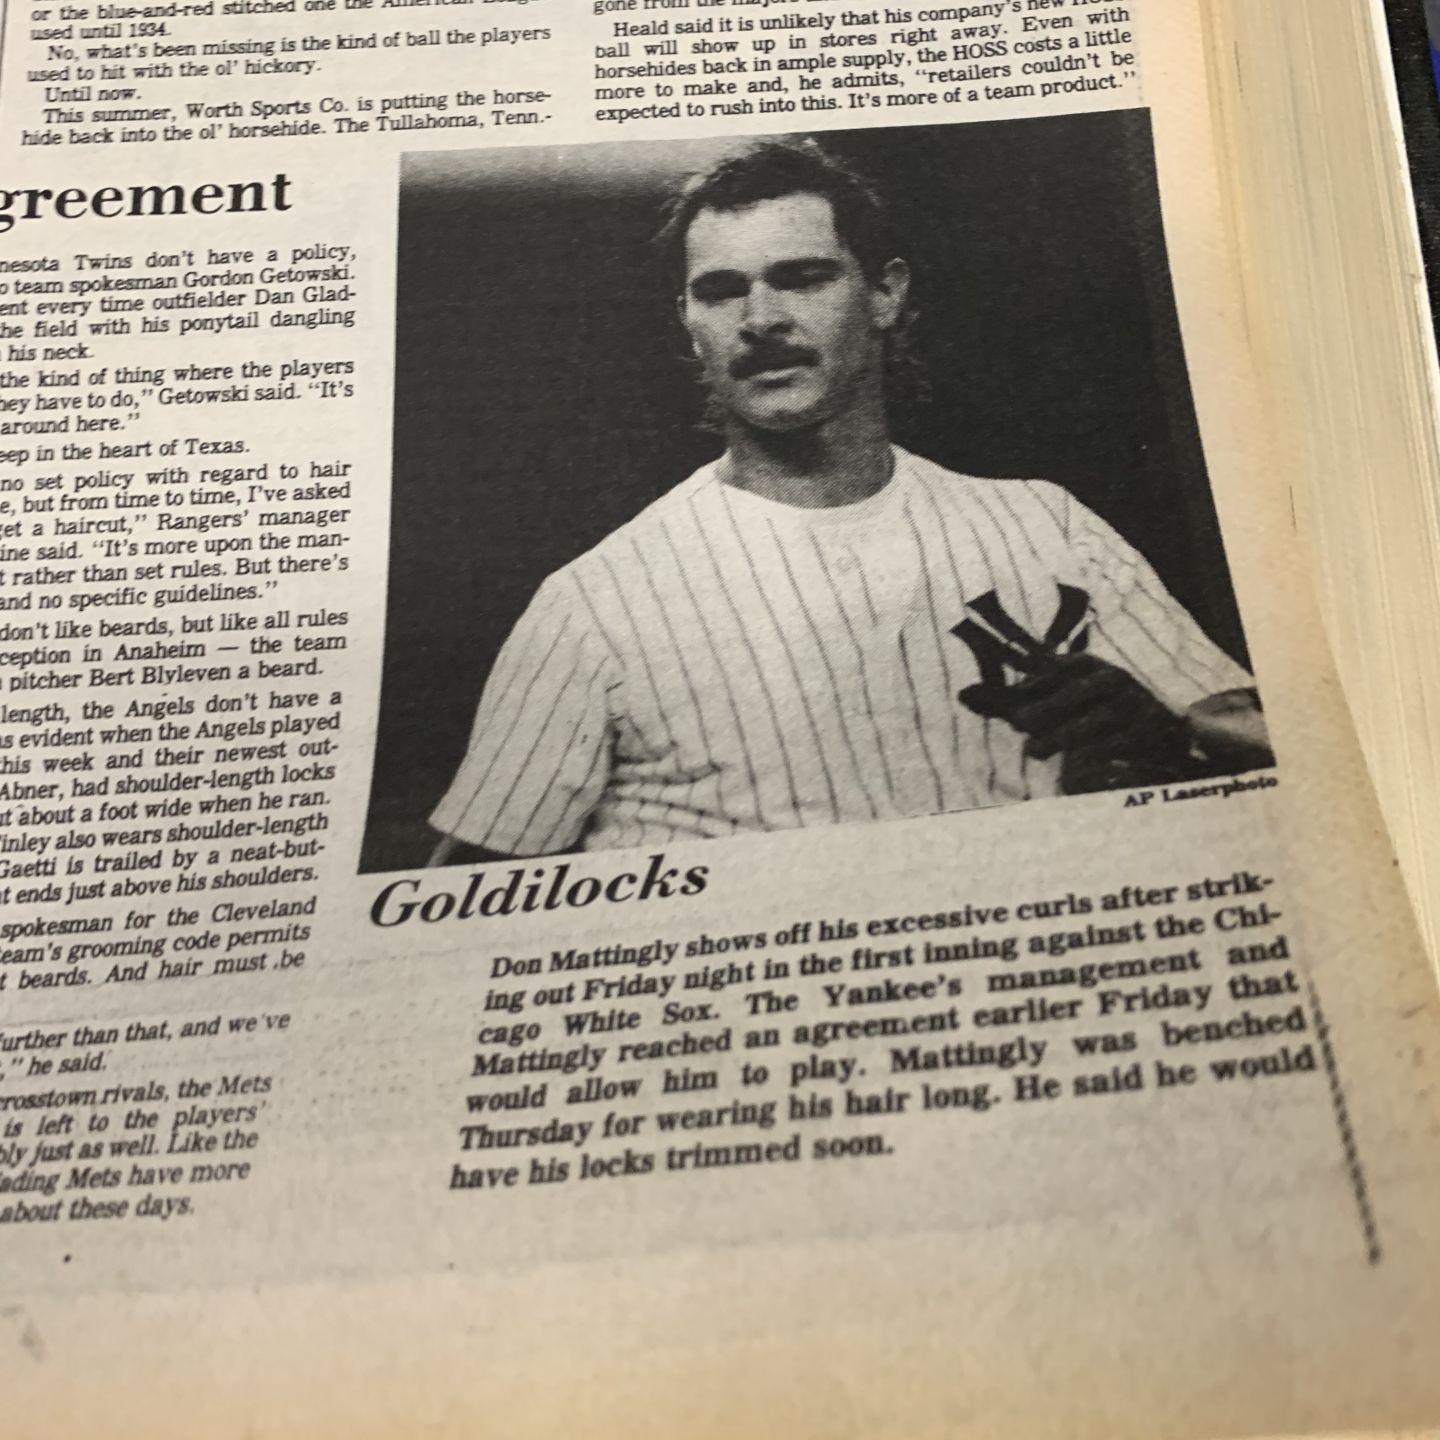 or the blue-and-red stitched one the American
used until 1934.
No, what's been missing is the kind of ball the players
used to hit with the ol' hickory.
Until now.
This summer, Worth Sports Co. is putting the horse-
hide back into the ol' horsehide. The Tullahoma, Tenn.-
gone from the
Heald said it is unlikely that his company's new
ball will show up in stores right away. Even with
horsehides back in ample supply, the HOSS costs a little
more to make and, he admits, "retailers couldn't be
expected to rush into this. It's more of a team product."
greement
nesota Twins don't have a policy,
o team spokesman Gordon Getowski.
ent every time outfielder Dan Glad-
he field with his ponytail dangling
his neck.
the kind of thing where the players
hey have to do," Getowski said. "It's
around here."
eep in the heart of Texas.
no set policy with regard to hair
e, but from time to time, I've asked
get a haircut," Rangers' manager
ine said. "It's more upon the man-
t rather than set rules. But there's
and no specific guidelines."
don't like beards, but like all rules
ception in Anaheim — the team
pitcher Bert Blyleven a beard.
length, the Angels don't have a
s evident when the Angels played
this week and their newest out-
Abner, had shoulder-length locks
ut about a foot wide when he ran.
inley also wears shoulder-length
Gaetti is trailed by a neat-but-
t ends just above his shoulders.
spokesman for the Cleveland
team's grooming code permits
t beards. And hair must be
further than that, and we've
," he said.
crosstown rivals, the Mets
is left to the players'
bly just as well. Like the
ading Mets have more
about these days.
NY
AP Laserphoto
Goldilocks
Don Mattingly shows off his excessive curls after strik-
ing out Friday night in the first inning against the Chi-
cago White Sox. The Yankee's management and
Mattingly reached an agreement earlier Friday that
would allow him to play. Mattingly was benched
Thursday for wearing his hair long. He said he would
have his locks trimmed soon.